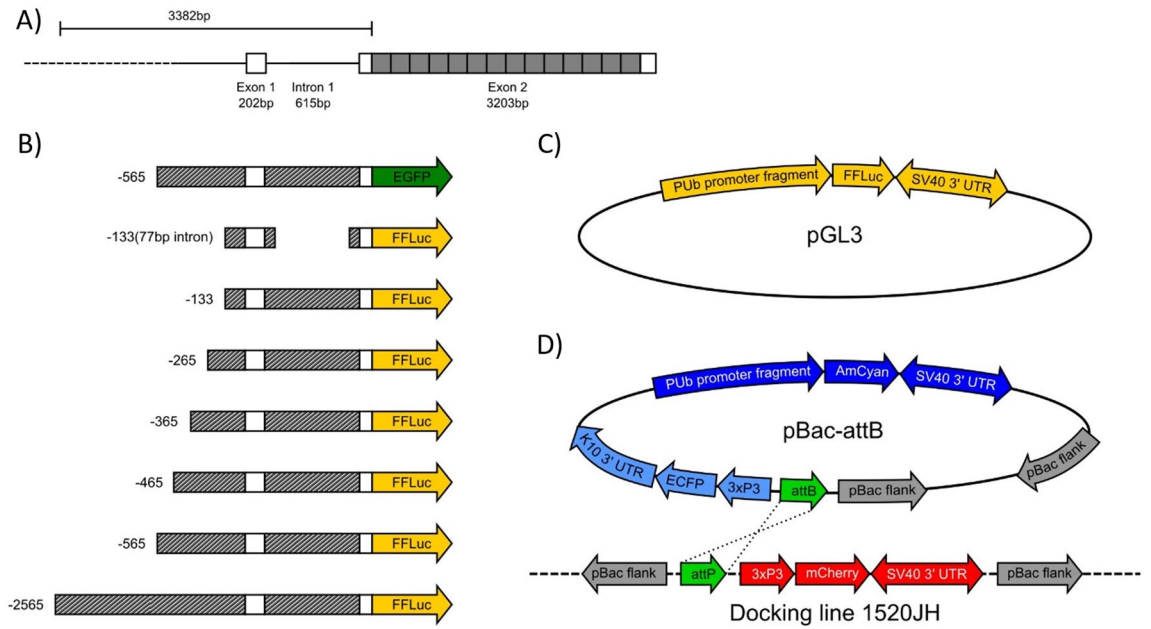 A)
3382bp
Exon 1
202bp
Intron 1
615bp
Exon 2
3203bp
B)
-565
EGFP
-133(77bp intron)
FFLuc
-133
FFLuc
-265
FFLuc
-365
FFLuc
-465
FFLuc
-565
FFLuc
-2565
FFLuc
C)
PUb promoter fragment
FFLuc
SV40 3' UTR
pGL3
D)
PUb promoter fragment
AmCyan
SV40 3' UTR
pBac-attB
K10 3' UTR
ECFP
3xP3
attB
pBac flank
pBac flank
pBac flank
attP
3xP3
mCherry
SV40 3' UTR
pBac flank
Docking line 1520JH